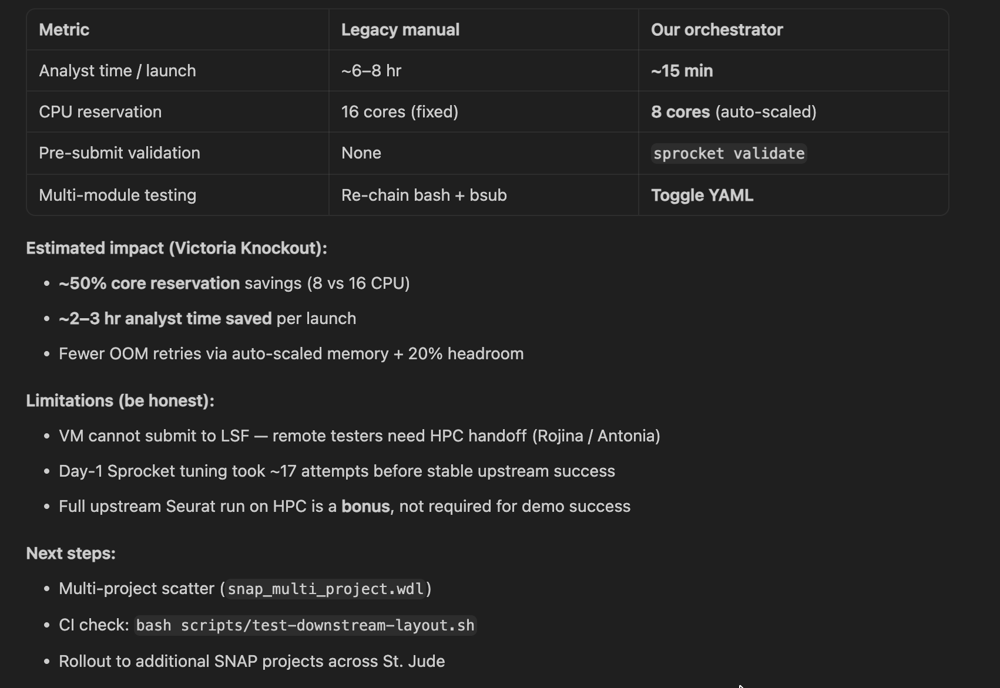 Metric Legacy manual Our orchestrator
Analyst time / launch ~6–8 hr ~15 min
CPU reservation 16 cores (fixed) 8 cores (auto-scaled)
Pre-submit validation None sprocket validate
Multi-module testing Re-chain bash + bsub Toggle YAML
Estimated impact (Victoria Knockout):
• ~50% core reservation savings (8 vs 16 CPU)
• ~2–3 hr analyst time saved per launch
• Fewer OOM retries via auto-scaled memory + 20% headroom
Limitations (be honest):
• VM cannot submit to LSF — remote testers need HPC handoff (Rojina / Antonia)
• Day-1 Sprocket tuning took ~17 attempts before stable upstream success
• Full upstream Seurat run on HPC is a bonus, not required for demo success
Next steps:
• Multi-project scatter (snap_multi_project.wdl)
• CI check: bash scripts/test-downstream-layout.sh
• Rollout to additional SNAP projects across St. Jude